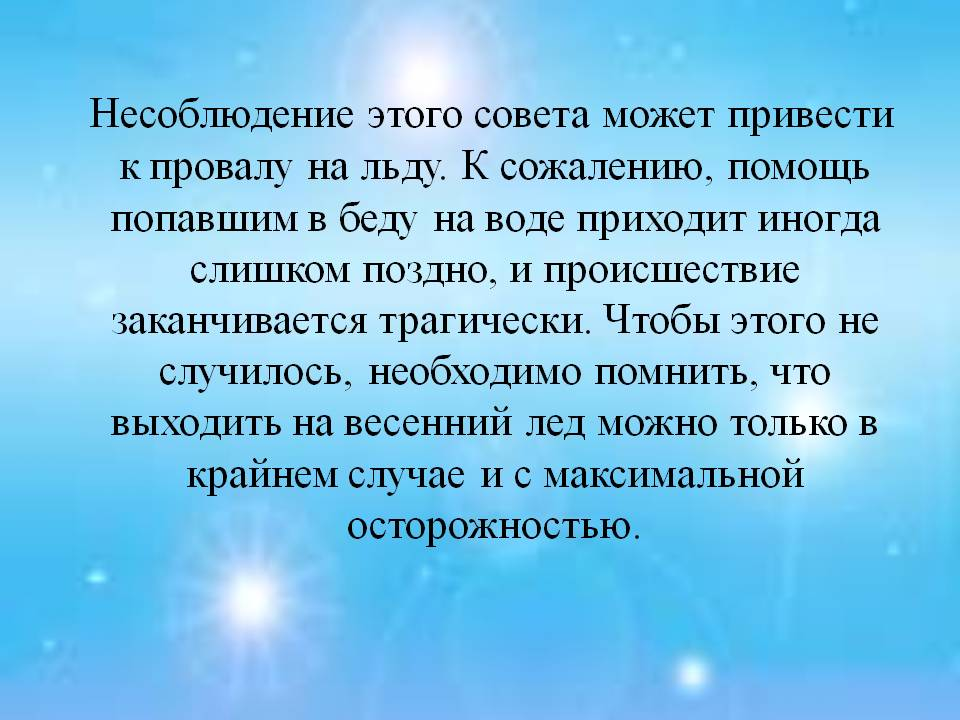 Несоблюдение этого совета может привести
к провалу на льду. К сожалению, помощь
попавшим в беду на воде приходит иногда
слишком поздно, и происшествие
заканчивается трагически. Чтобы этого не
случилось, необходимо помнить, что
выходить на весенний лед можно только в
крайнем случае и с максимальной
осторожностью.